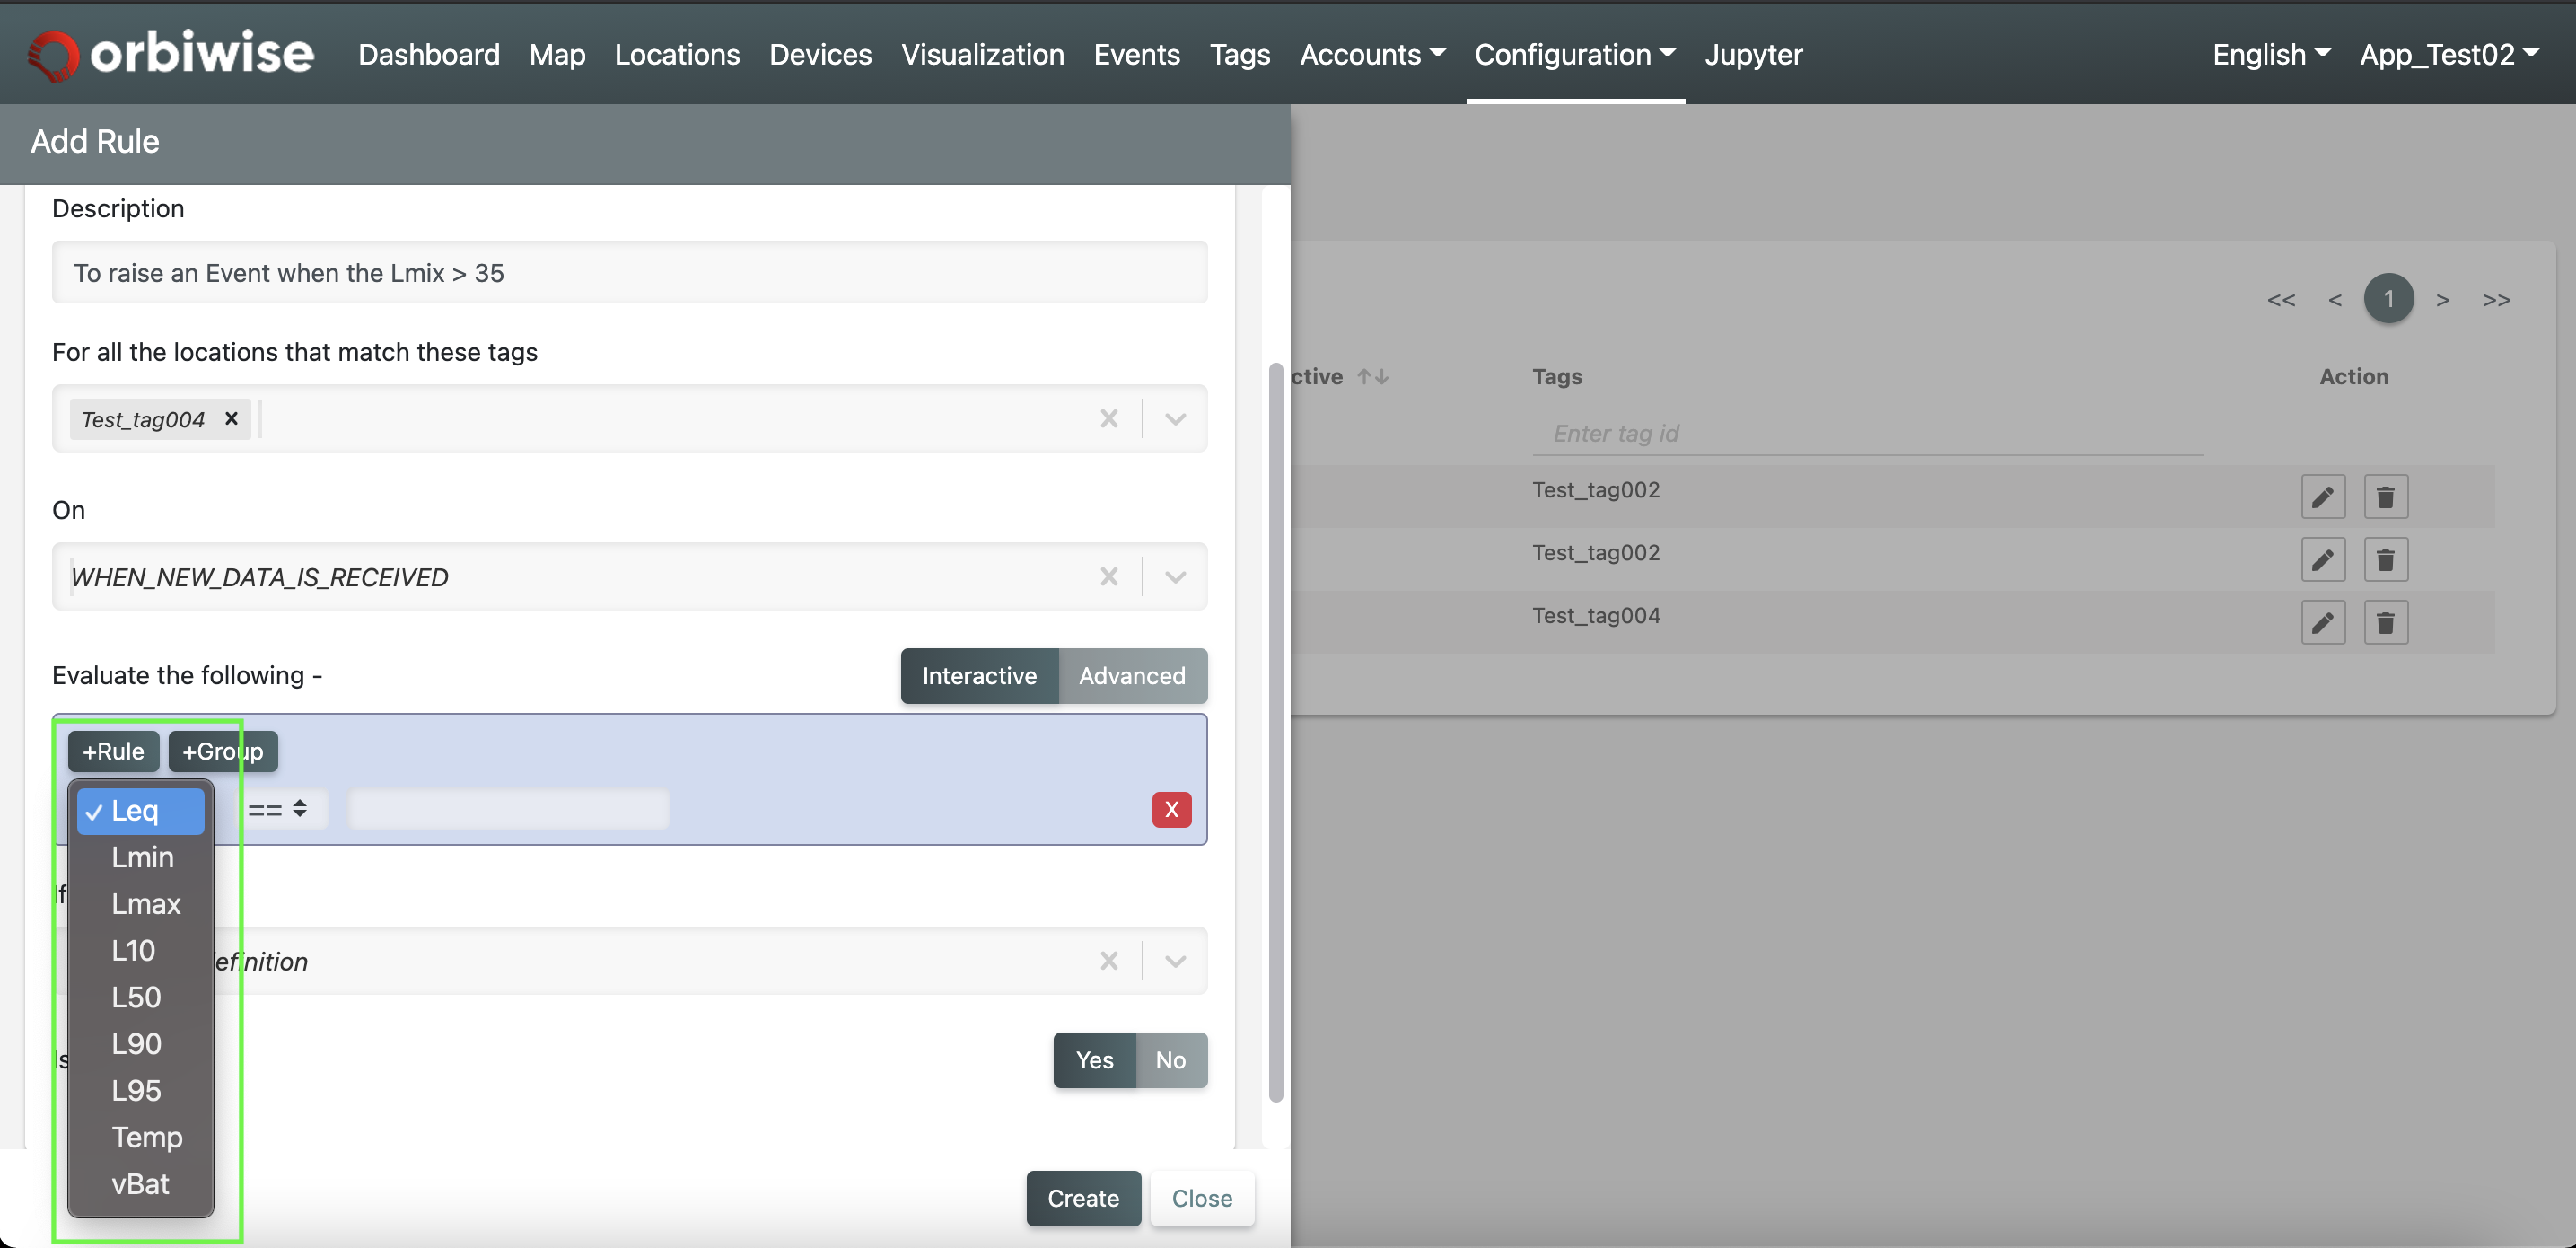 orbiwise Dashboard Map Locations Devices Visualization Events Tags Accounts Configuration Jupyter English App_Test02
Add Rule
Description
To raise an Event when the Lmix > 35
For all the locations that match these tags
Test_tag004 ×
On
WHEN_NEW_DATA_IS_RECEIVED
Evaluate the following -
Interactive Advanced
+Rule +Group
Leq == X
Lmin
Lmax
L10
L50
L90
L95
Temp
vBat
If
efinition
Is
Yes No
Create Close
<< < 1 > >>
ctive Tags Action
Enter tag id
Test_tag002
Test_tag002
Test_tag004